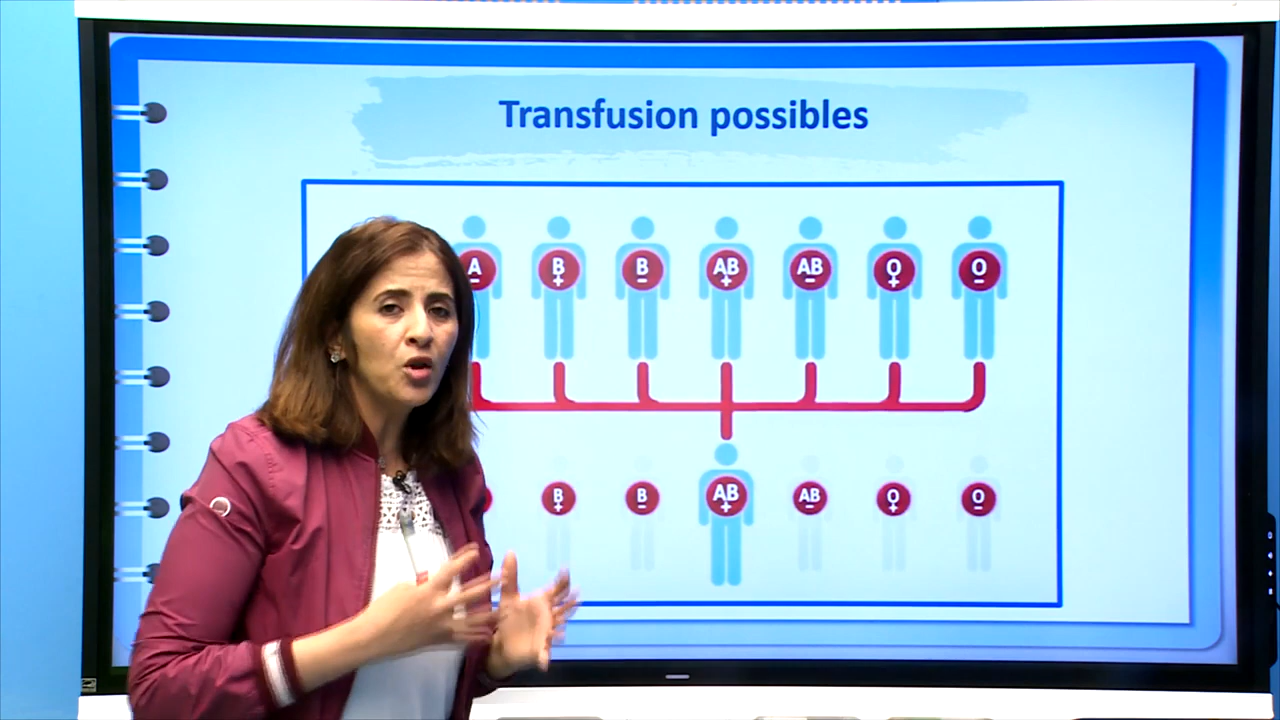 Transfusion possibles
A - B + B - AB + AB - O + O -
B + B - AB + AB - O + O -